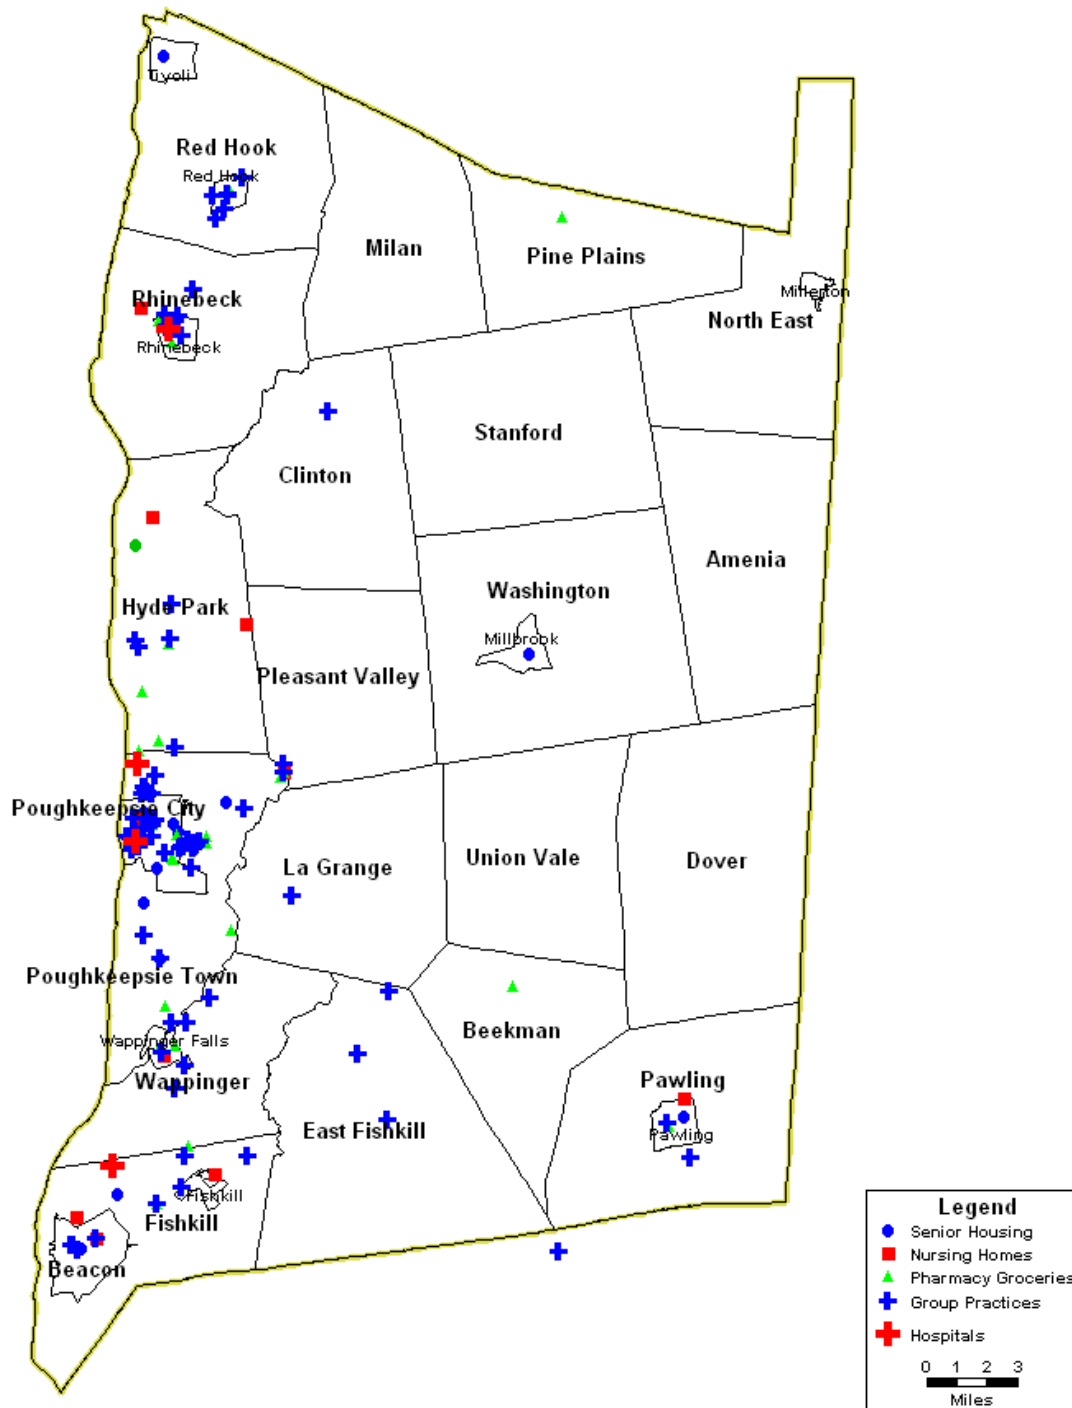 Tivoli
Red Hook
Red Hook
Milan
Pine Plains
Millerton
North East
Rhinebeck
Rhinebeck
Stanford
Clinton
Amenia
Washington
Hyde Park
Millbrook
Pleasant Valley
Poughkeepsie City
Union Vale
Dover
La Grange
Poughkeepsie Town
Beekman
Wappinger Falls
Wappinger
Pawling
East Fishkill
Pawling
Fishkill
Fishkill
Beacon
Legend
Senior Housing
Nursing Homes
Pharmacy Groceries
Group Practices
Hospitals
0 1 2 3
Miles